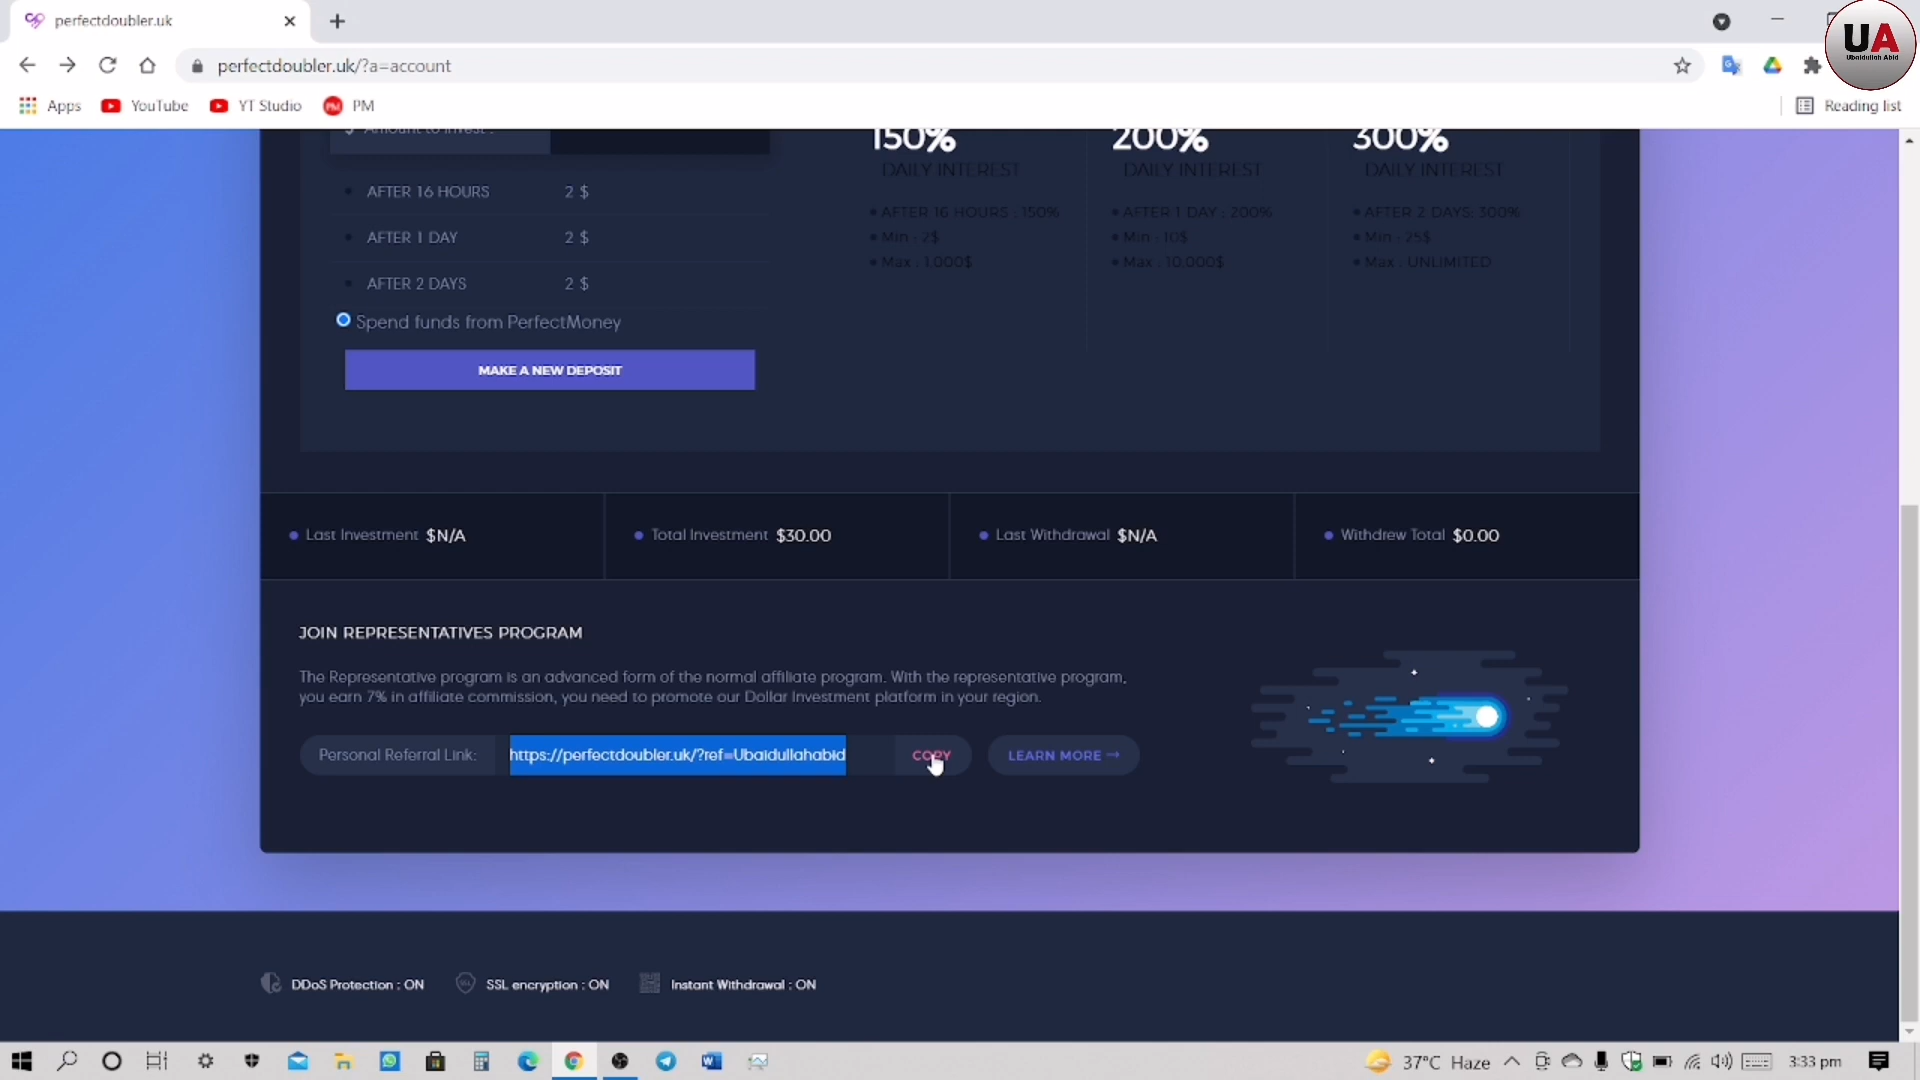 perfectdoubler.uk
UA
Ubaidullah Abid
perfectdoubler.uk/?a=account
Apps YouTube YT Studio PM Reading list
Amount to Invest :
150% 200% 300%
DAILY INTEREST DAILY INTEREST DAILY INTEREST
AFTER 16 HOURS 2 $
AFTER 16 HOURS : 150% AFTER 1 DAY : 200% AFTER 2 DAYS: 300%
AFTER 1 DAY 2 $
Min - 2$ Min - 10$ Min - 25$
Max : 1,000$ Max : 10,000$ Max : UNLIMITED
AFTER 2 DAYS 2 $
Spend funds from PerfectMoney
MAKE A NEW DEPOSIT
Last Investment $N/A Total Investment $30.00 Last Withdrawal $N/A Withdrew Total $0.00
JOIN REPRESENTATIVES PROGRAM
The Representative program is an advanced form of the normal affiliate program. With the representative program,
you earn 7% in affiliate commission, you need to promote our Dollar Investment platform in your region.
Personal Referral Link: https://perfectdoubler.uk/?ref=Ubaidullahabid COPY LEARN MORE →
DDoS Protection : ON SSL encryption : ON Instant Withdrawal : ON
37°C Haze 3:33 pm